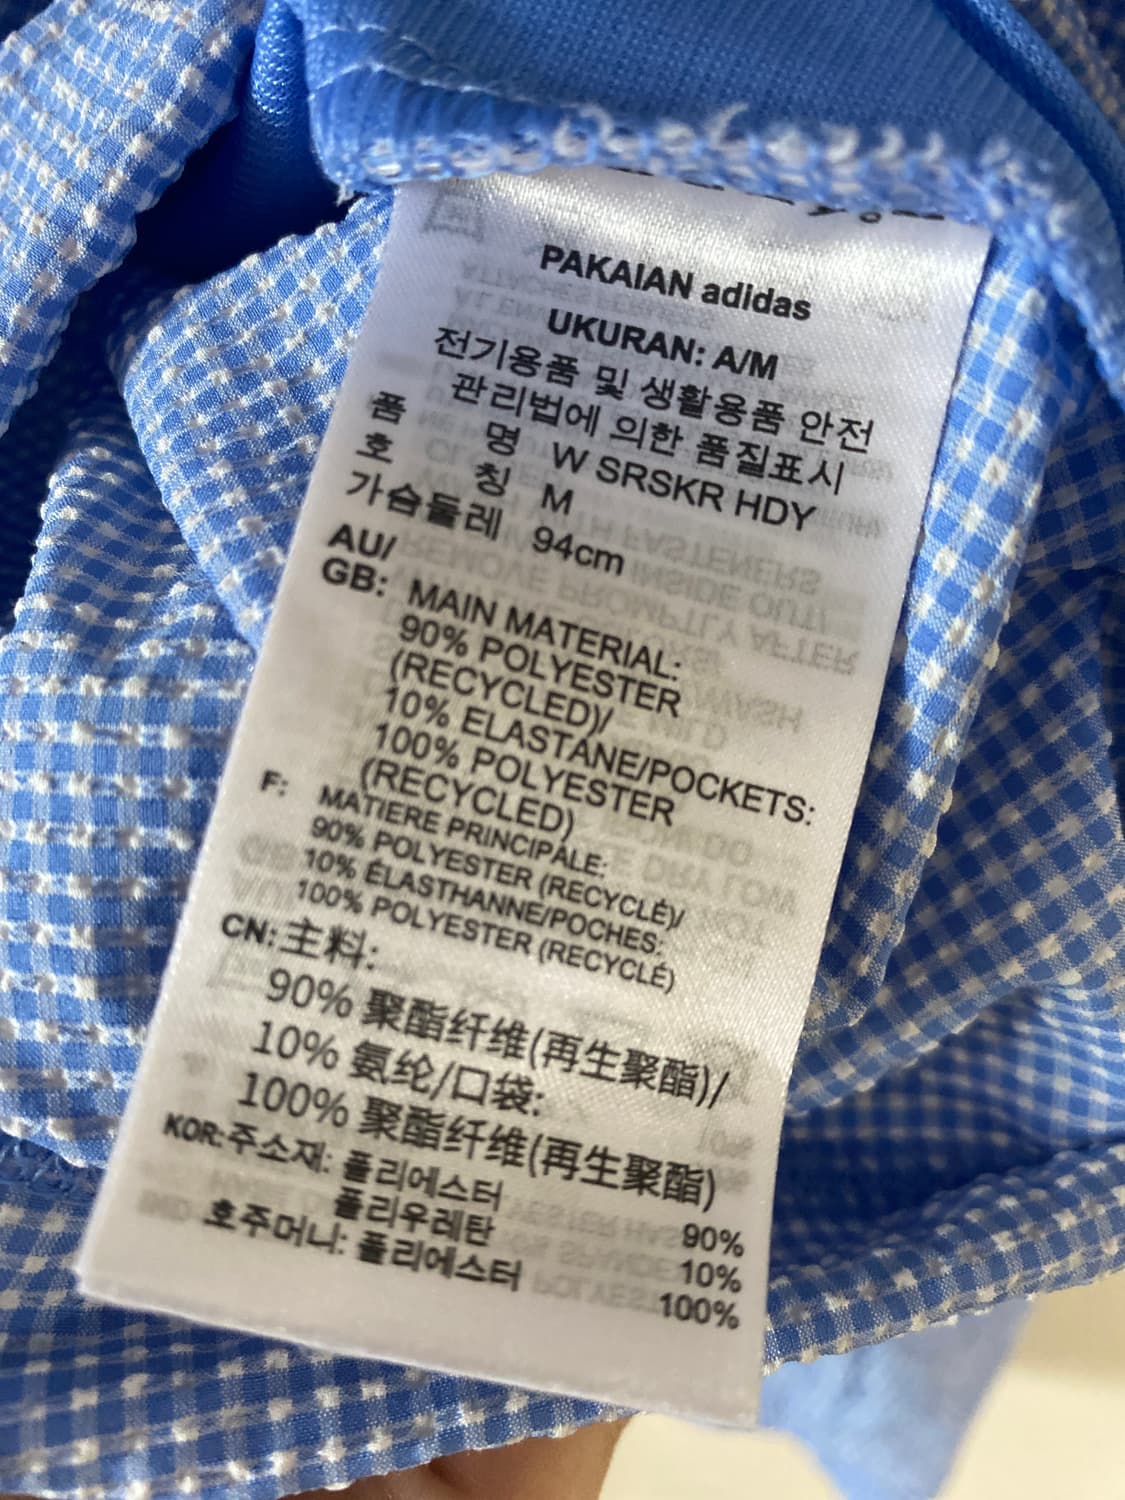 PAKAIAN adidas
UKURAN: A/M
전기용품 및 생활용품 안전
관리법에 의한 품질표시
품 명 W SRSKR HDY
호 칭 M
가슴둘레 94cm
AU/
GB: MAIN MATERIAL:
90% POLYESTER
(RECYCLED)/
10% ELASTANE/POCKETS:
100% POLYESTER
(RECYCLED)
F: MATIERE PRINCIPALE:
90% POLYESTER (RECYCLÉ)/
10% ÉLASTHANNE/POCHES:
100% POLYESTER (RECYCLÉ)
CN: 主料:
90% 聚酯纤维(再生聚酯)/
10% 氨纶/口袋:
100% 聚酯纤维(再生聚酯)
KOR: 주소재: 폴리에스터 90%
폴리우레탄 10%
호주머니: 폴리에스터 100%